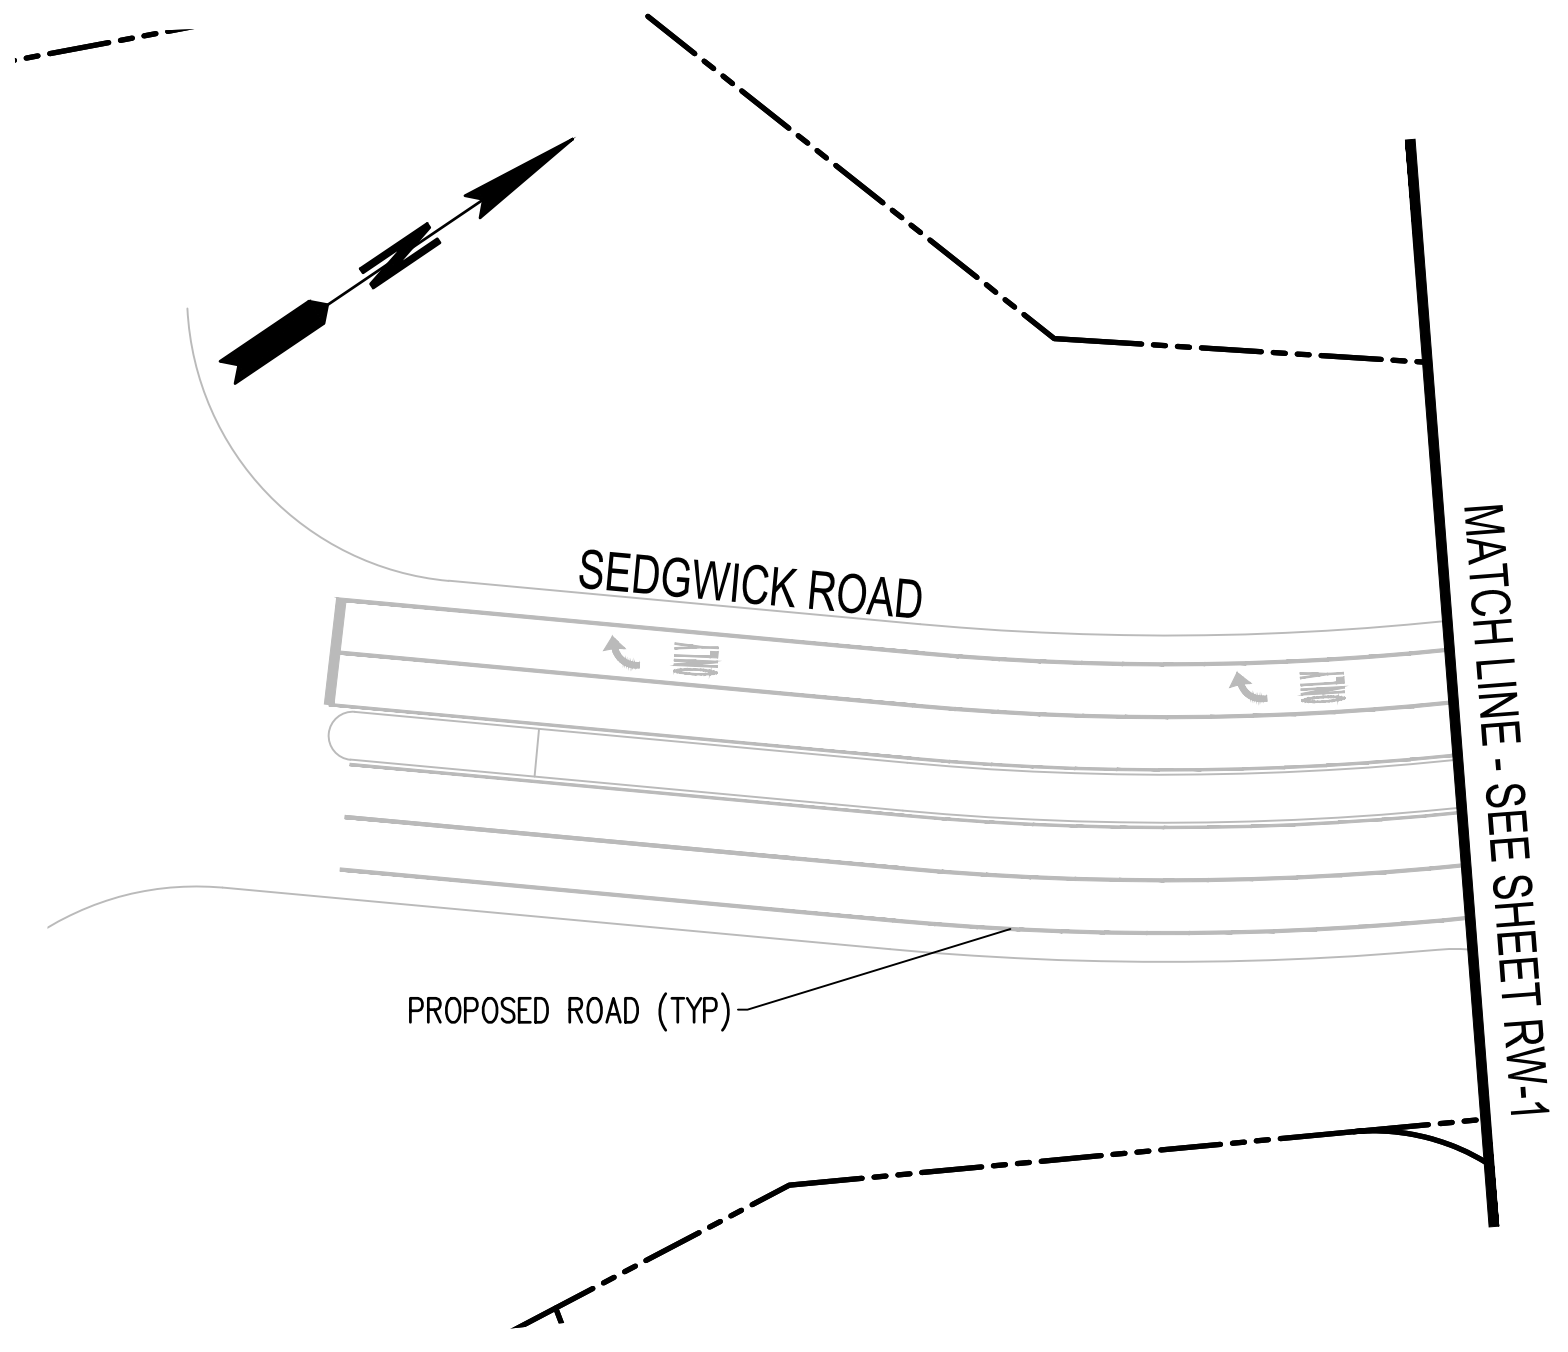 SEDGWICK ROAD
MATCH LINE - SEE SHEET RW-1
PROPOSED ROAD (TYP)
N